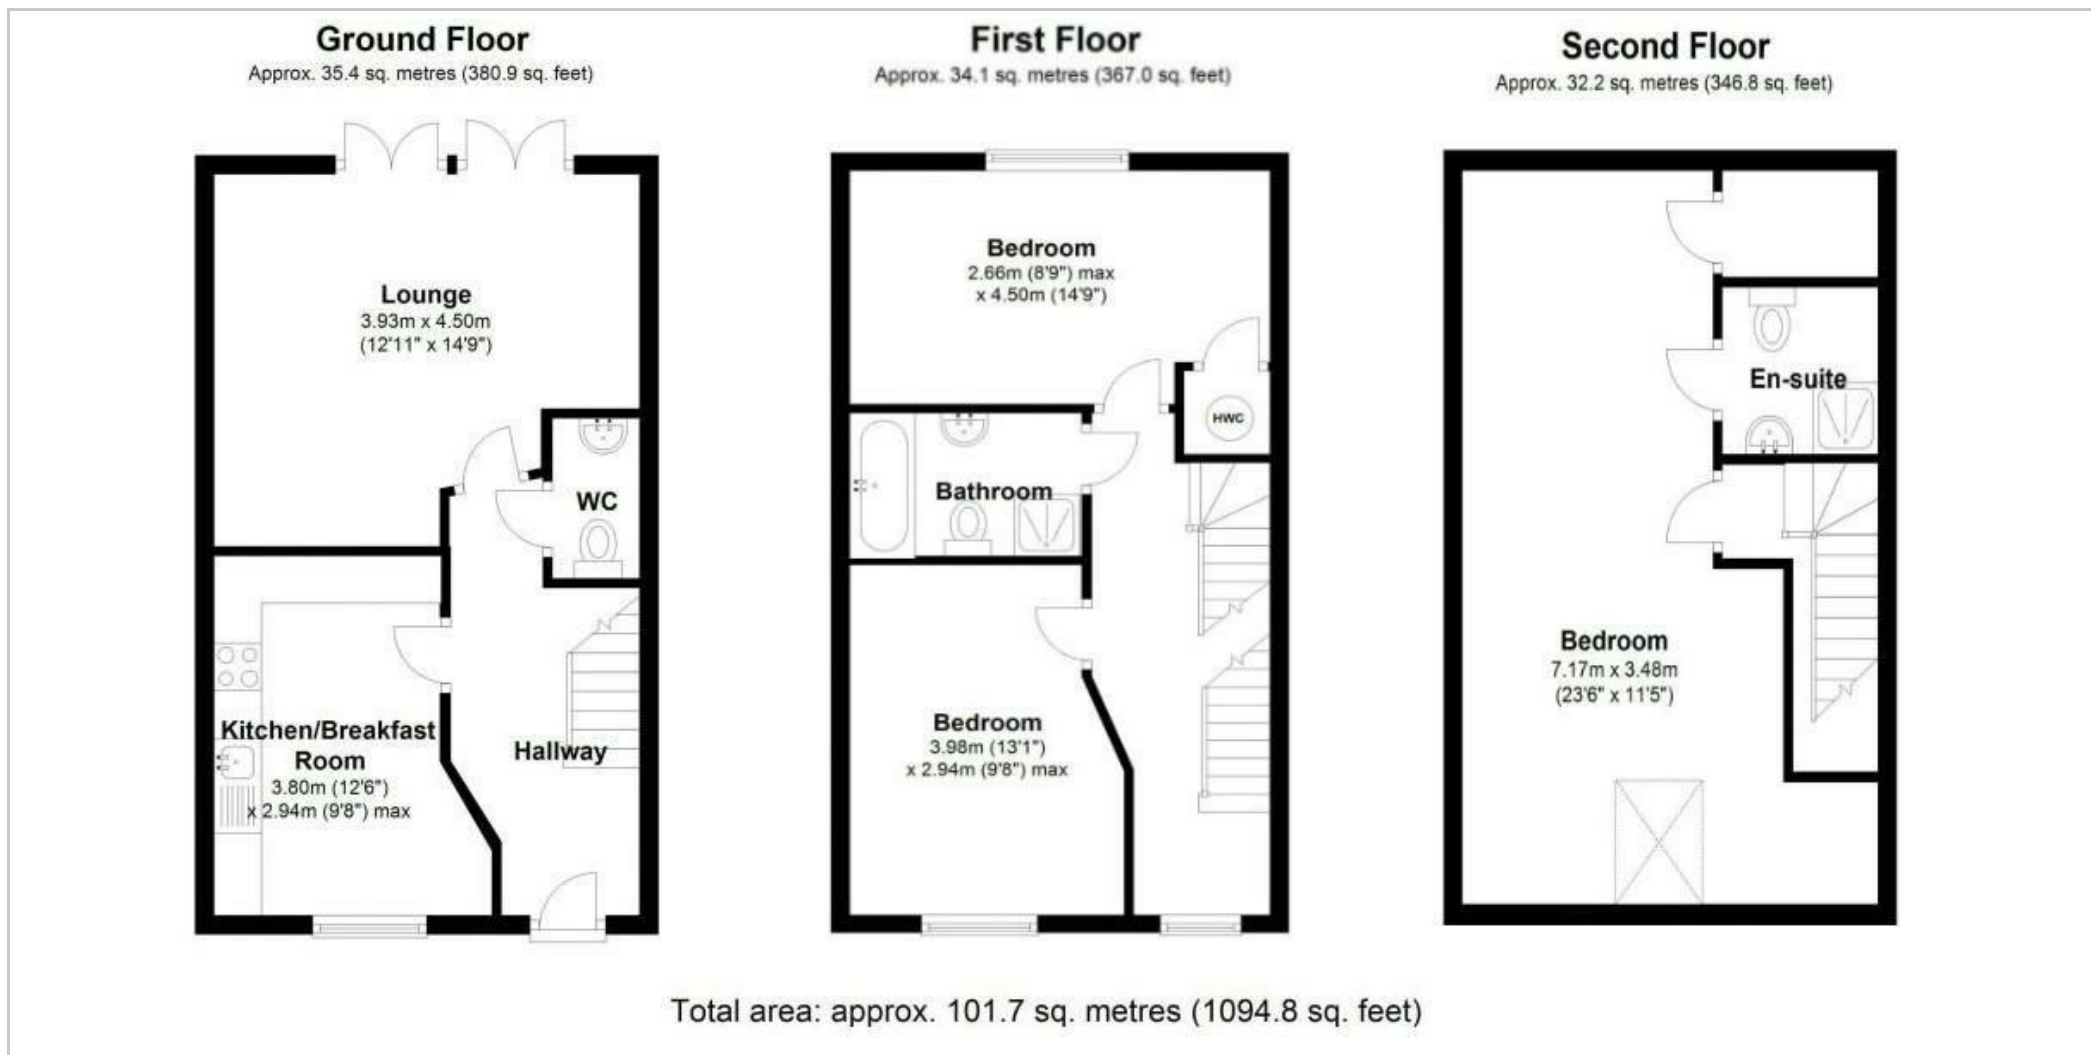 Ground Floor
Approx. 35.4 sq. metres (380.9 sq. feet)
Lounge
3.93m x 4.50m
(12'11" x 14'9")
WC
Kitchen/Breakfast
Room
3.80m (12'6")
x 2.94m (9'8") max
Hallway
First Floor
Approx. 34.1 sq. metres (367.0 sq. feet)
Bedroom
2.66m (8'9") max
x 4.50m (14'9")
HWC
Bathroom
Bedroom
3.98m (13'1")
x 2.94m (9'8") max
Second Floor
Approx. 32.2 sq. metres (346.8 sq. feet)
En-suite
Bedroom
7.17m x 3.48m
(23'6" x 11'5")
Total area: approx. 101.7 sq. metres (1094.8 sq. feet)